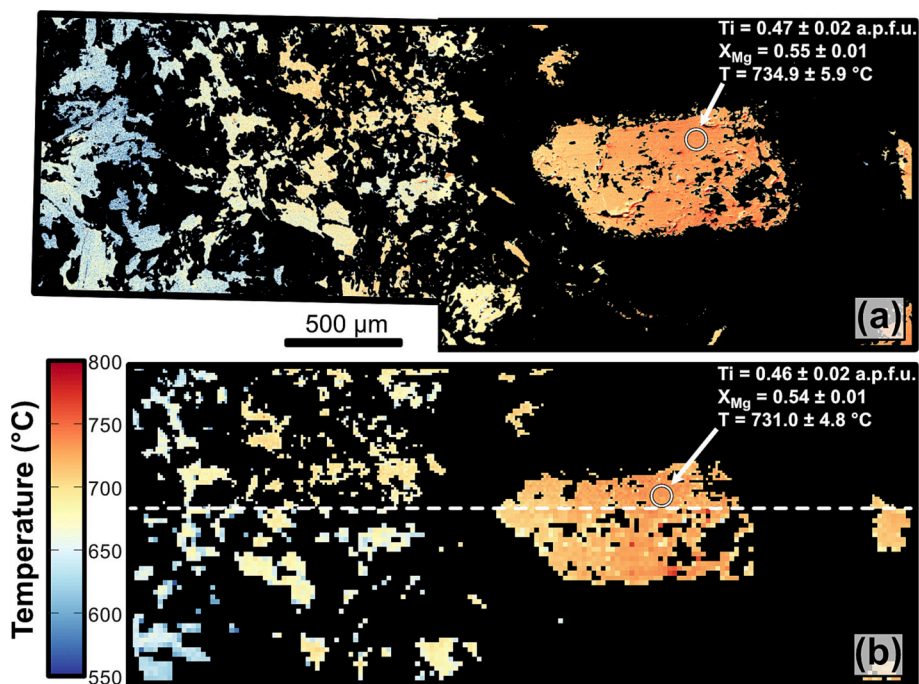 Ti = 0.47 ± 0.02 a.p.f.u.
X_Mg = 0.55 ± 0.01
T = 734.9 ± 5.9 °C
(a)
500 µm
Temperature (°C)
800
750
700
650
600
550
Ti = 0.46 ± 0.02 a.p.f.u.
X_Mg = 0.54 ± 0.01
T = 731.0 ± 4.8 °C
(b)